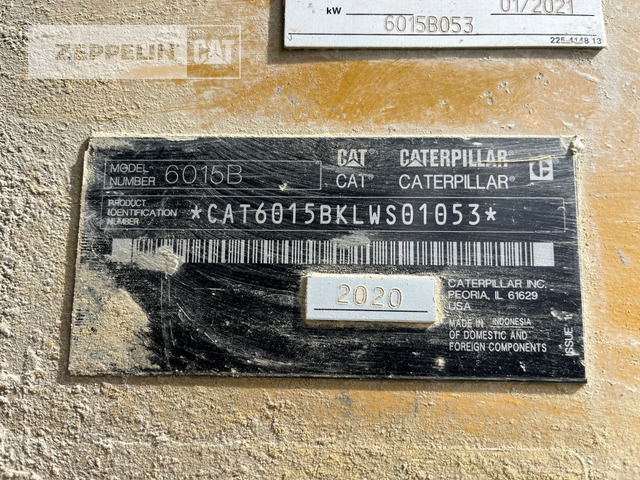 ZEPPELIN CAT
kW 01/2021
6015B053
225-4148 13
MODEL NUMBER 6015B
CAT CATERPILLAR
CAT® CATERPILLAR®
PRODUCT IDENTIFICATION NUMBER *CAT6015BKLWS01053*
2020
CATERPILLAR INC.
PEORIA, IL 61629
USA
MADE IN INDONESIA
OF DOMESTIC AND
FOREIGN COMPONENTS
ISSUE